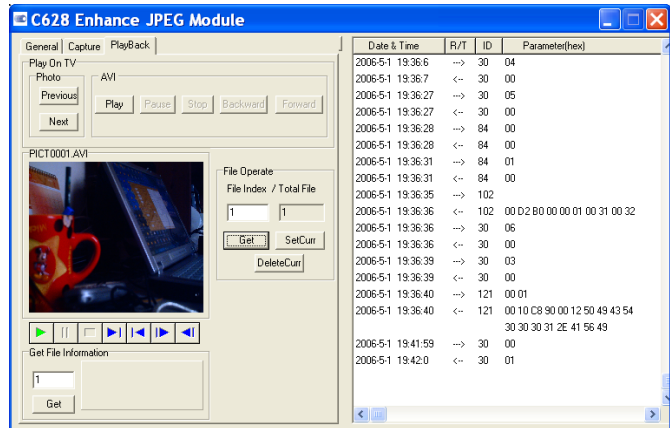 C628 Enhance JPEG Module
General Capture PlayBack
Play On TV
Photo
Previous
Next
AVI
Play Pause Stop Backward Forward
PICT0001.AVI
File Operate
File Index / Total File
1 1
Get SetCurr
DeleteCurr
Get File Information
1
Get
Date & Time R/T ID Parameter(hex)
2006-5-1 19:36:6 ---> 30 04
2006-5-1 19:36:7 <-- 30 00
2006-5-1 19:36:27 ---> 30 05
2006-5-1 19:36:27 <-- 30 00
2006-5-1 19:36:28 ---> 84 00
2006-5-1 19:36:28 <-- 84 00
2006-5-1 19:36:31 ---> 84 01
2006-5-1 19:36:31 <-- 84 00
2006-5-1 19:36:35 ---> 102
2006-5-1 19:36:36 <-- 102 00 D2 B0 00 00 01 00 31 00 32
2006-5-1 19:36:36 ---> 30 06
2006-5-1 19:36:36 <-- 30 00
2006-5-1 19:36:39 ---> 30 03
2006-5-1 19:36:39 <-- 30 00
2006-5-1 19:36:40 ---> 121 00 01
2006-5-1 19:36:40 <-- 121 00 10 C8 90 00 12 50 49 43 54
30 30 30 31 2E 41 56 49
2006-5-1 19:41:59 ---> 30 00
2006-5-1 19:42:0 <-- 30 01